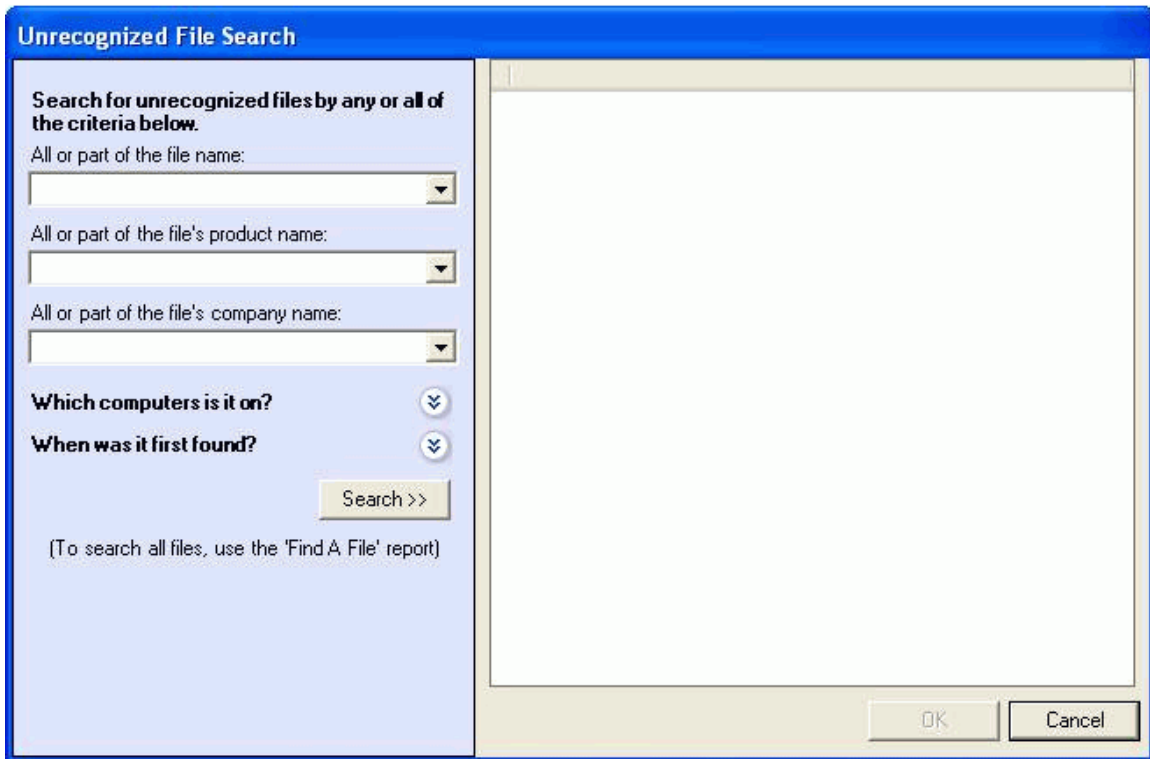 Unrecognized File Search
Search for unrecognized files by any or all of
the criteria below.
All or part of the file name:
All or part of the file's product name:
All or part of the file's company name:
Which computers is it on?
When was it first found?
Search >>
(To search all files, use the 'Find A File' report)
OK
Cancel